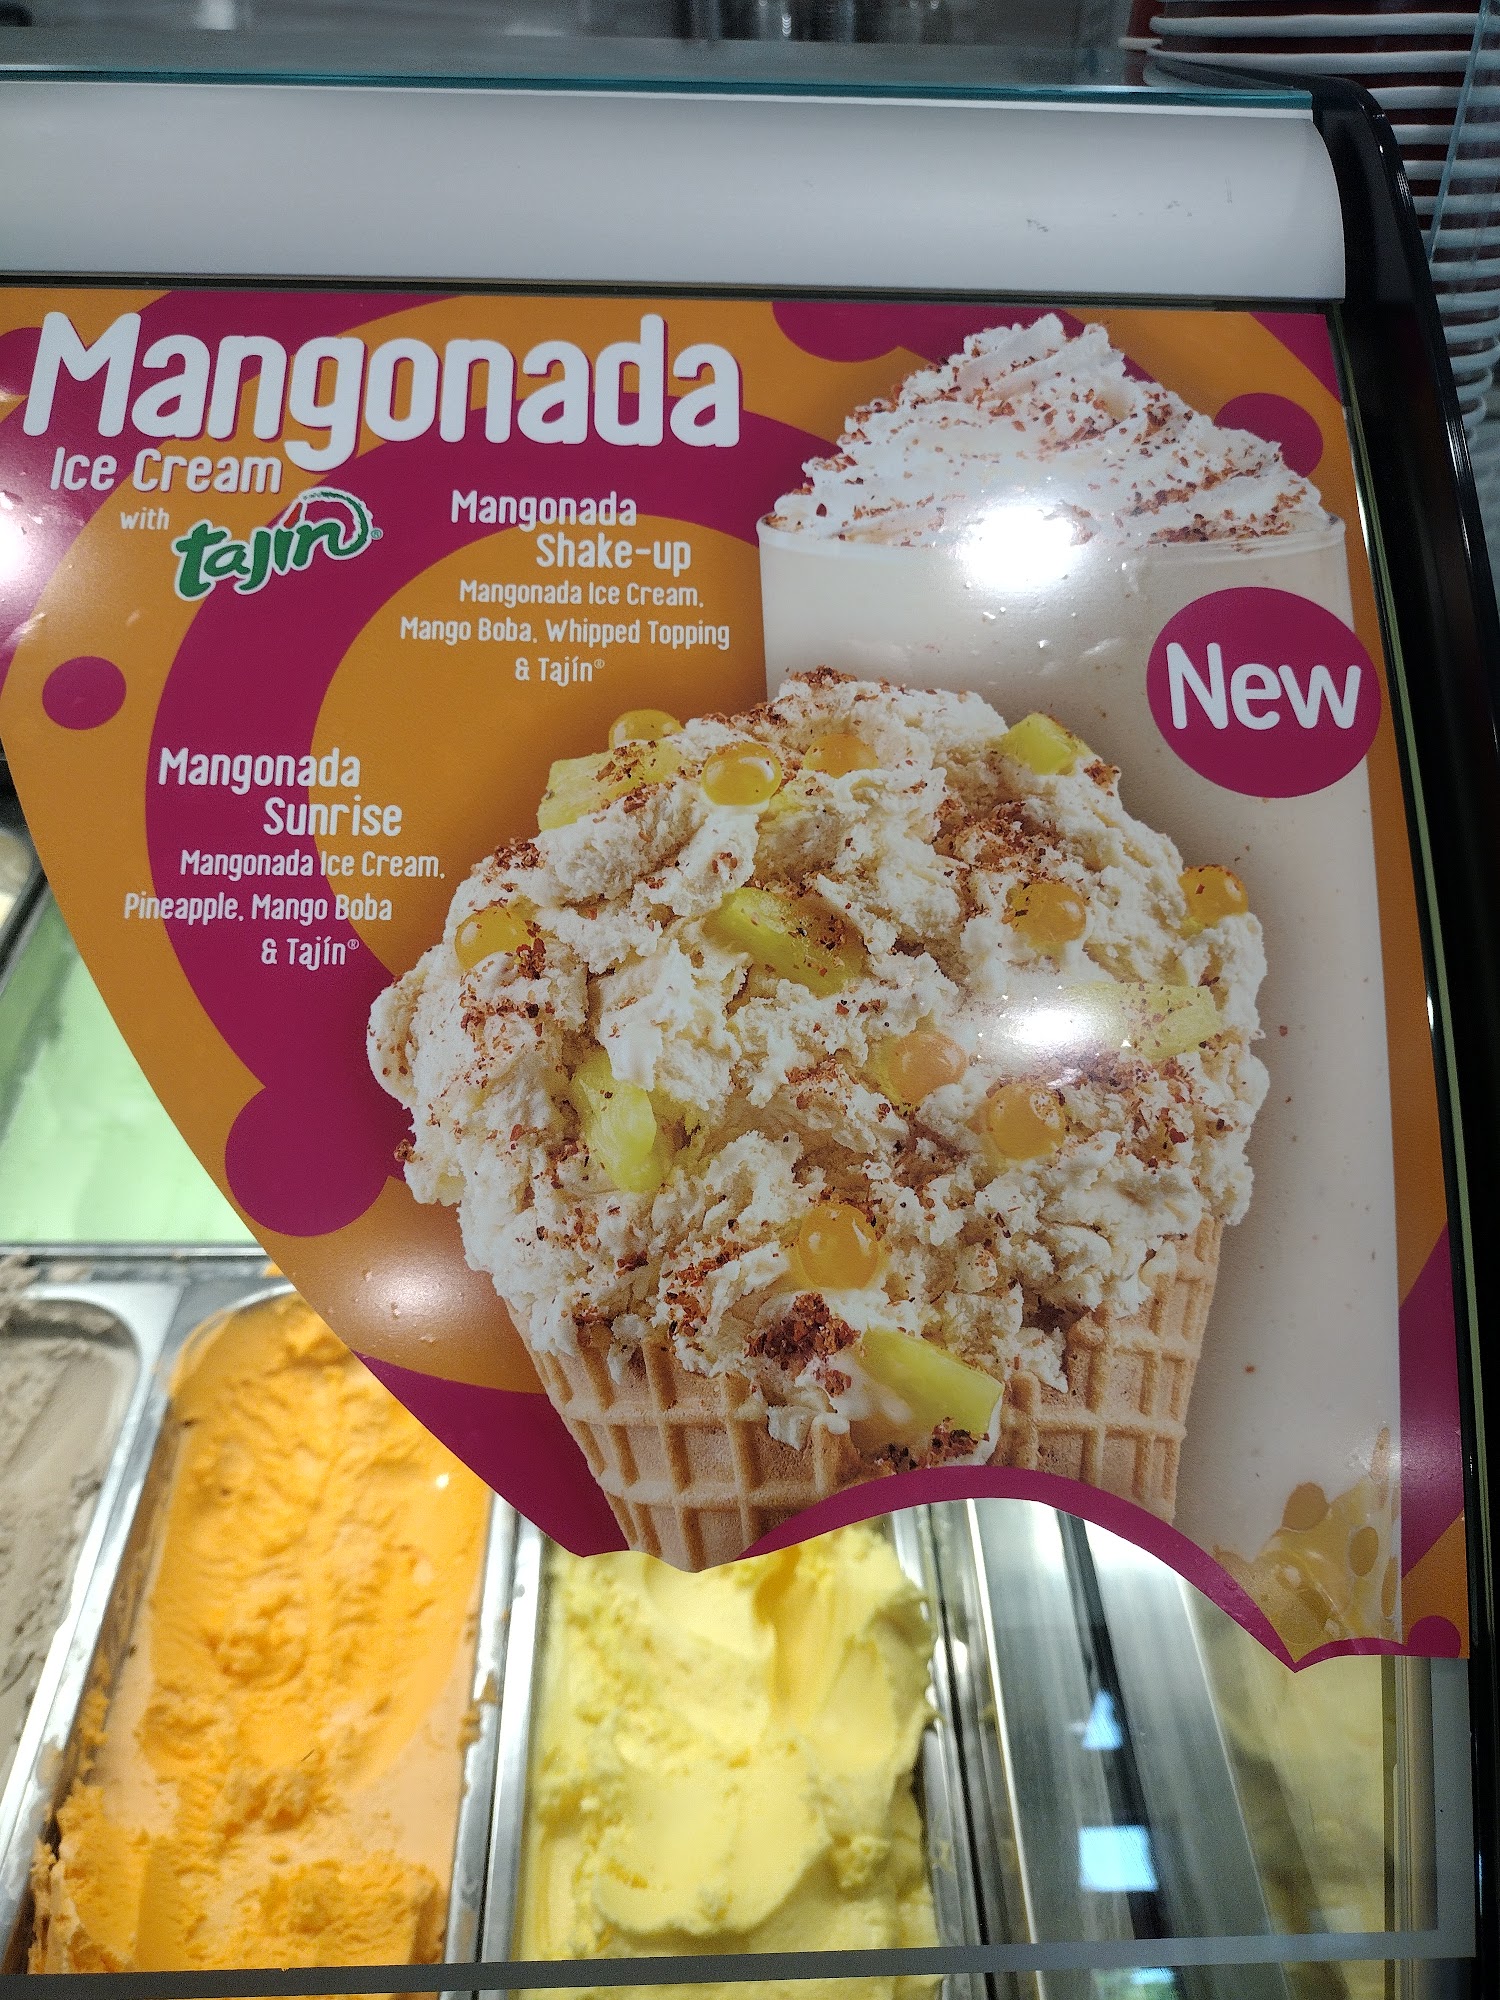 Mangonada
Ice Cream
with Tajín®
Mangonada
Shake-up
Mangonada Ice Cream,
Mango Boba, Whipped Topping
& Tajín®
New
Mangonada
Sunrise
Mangonada Ice Cream,
Pineapple, Mango Boba
& Tajín®